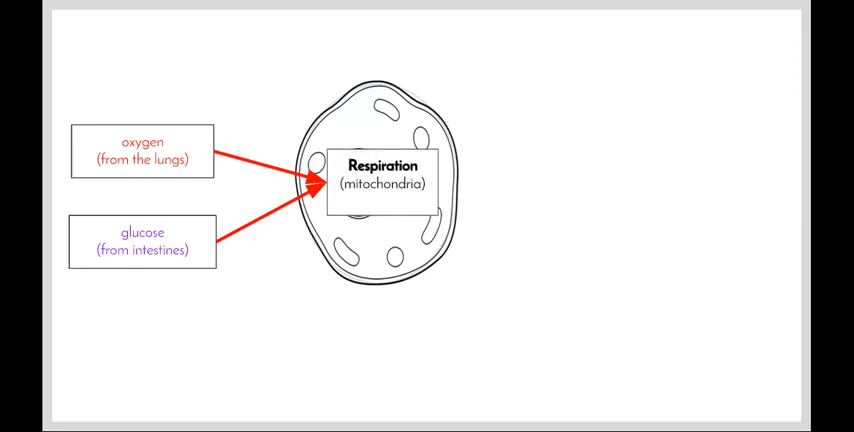 oxygen
(from the lungs)
glucose
(from intestines)
Respiration
(mitochondria)